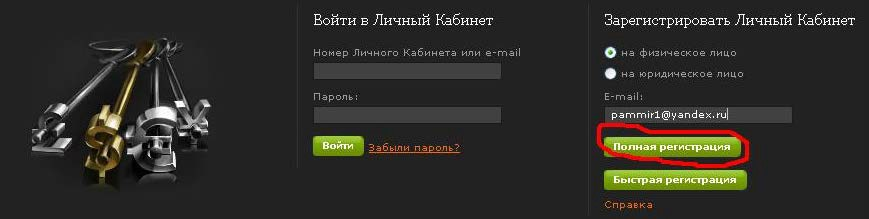 Войти в Личный Кабинет
Номер Личного Кабинета или e-mail
Пароль:
Войти Забыли пароль?
Зарегистрировать Личный Кабинет
на физическое лицо
на юридическое лицо
E-mail:
pammir1@yandex.ru
Полная регистрация
Быстрая регистрация
Справка